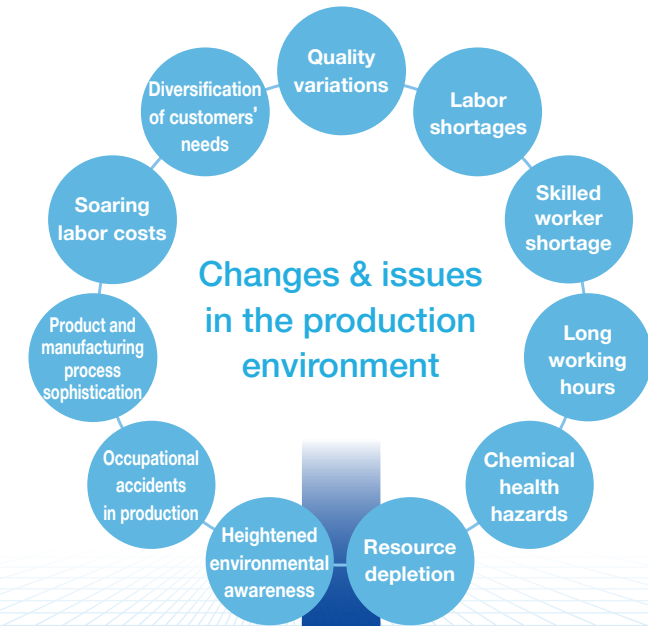 Quality
variations
Labor
shortages
Skilled
worker
shortage
Long
working
hours
Chemical
health
hazards
Resource
depletion
Heightened
environmental
awareness
Occupational
accidents
in production
Product and
manufacturing
process
sophistication
Soaring
labor costs
Diversification
of customers’
needs
Changes & issues
in the production
environment